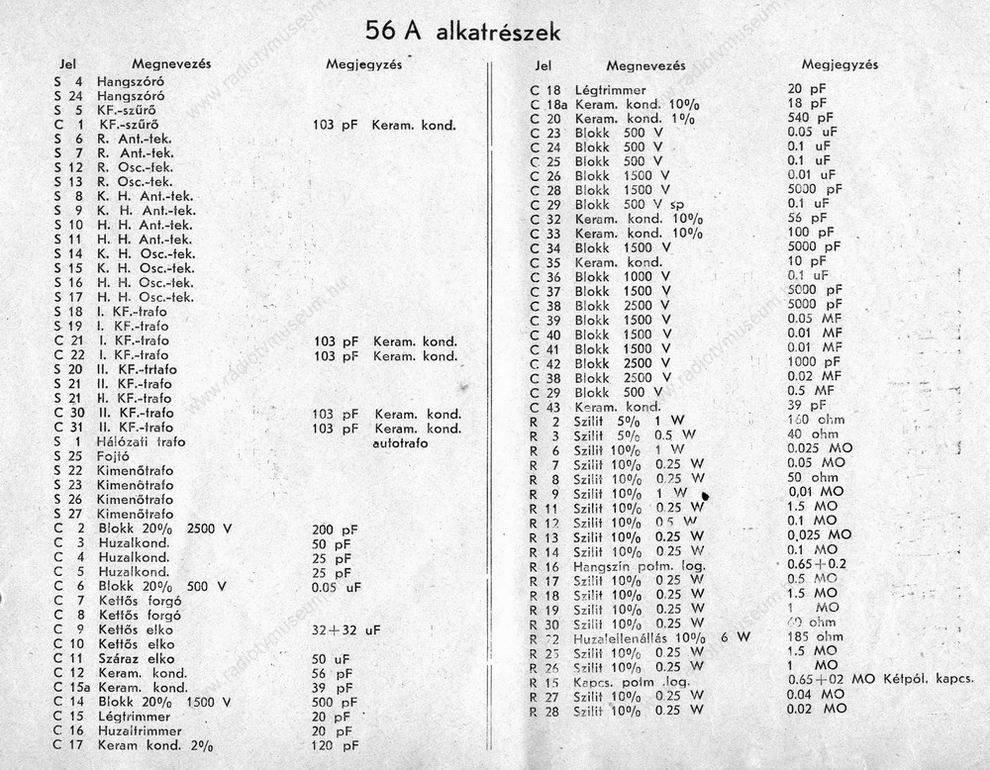 56 A alkatrészek
Jel Megnevezés Megjegyzés
S 4 Hangszóró
S 24 Hangszóró
S 5 KF.-szűrő
C 1 KF.-szűrő 103 pF Keram. kond.
S 6 R. Ant.-tek.
S 7 R. Ant.-tek.
S 12 R. Osc.-tek.
S 13 R. Osc.-tek.
S 8 K. H. Ant.-tek.
S 9 K. H. Ant.-tek.
S 10 H. H. Ant.-tek.
S 11 H. H. Ant.-tek.
S 14 K. H. Osc.-tek.
S 15 K. H. Osc.-tek.
S 16 H. H. Osc.-tek.
S 17 H. H. Osc.-tek.
S 18 I. KF.-trafo
S 19 I. KF.-trafo
C 21 I. KF.-trafo 103 pF Keram. kond.
C 22 I. KF.-trafo 103 pF Keram. kond.
S 20 II. KF.-trtafo
S 21 II. KF.-trafo
S 21 II. KF.-trafo
C 30 II. KF.-trafo 103 pF Keram. kond.
C 31 II. KF.-trafo 103 pF Keram. kond.
S 1 Hálózati trafo autotrafo
S 25 Fojtó
S 22 Kimenőtrafo
S 23 Kimenőtrafo
S 26 Kimenőtrafo
S 27 Kimenőtrafo
C 2 Blokk 20% 2500 V 200 pF
C 3 Huzalkond. 50 pF
C 4 Huzalkond. 25 pF
C 5 Huzalkond. 25 pF
C 6 Blokk 20% 500 V 0.05 uF
C 7 Kettős forgó
C 8 Kettős forgó
C 9 Kettős elko 32+32 uF
C 10 Kettős elko
C 11 Száraz elko 50 uF
C 12 Keram. kond. 56 pF
C 15a Keram. kond. 39 pF
C 14 Blokk 20% 1500 V 500 pF
C 15 Légtrimmer 20 pF
C 16 Huzaltrimmer 20 pF
C 17 Keram kond. 2% 120 pF
Jel Megnevezés Megjegyzés
C 18 Légtrimmer 20 pF
C 18a Keram. kond. 10% 18 pF
C 20 Keram. kond. 1% 540 pF
C 23 Blokk 500 V 0.05 uF
C 24 Blokk 500 V 0.1 uF
C 25 Blokk 500 V 0.1 uF
C 26 Blokk 1500 V 0.01 uF
C 28 Blokk 1500 V 5000 pF
C 29 Blokk 500 V sp 0.1 uF
C 32 Keram. kond. 10% 56 pF
C 33 Keram. kond. 10% 100 pF
C 34 Blokk 1500 V 5000 pF
C 35 Keram. kond. 10 pF
C 36 Blokk 1000 V 0.1 uF
C 37 Blokk 1500 V 5000 pF
C 38 Blokk 2500 V 5000 pF
C 39 Blokk 1500 V 0.05 MF
C 40 Blokk 1500 V 0.01 MF
C 41 Blokk 1500 V 0.01 MF
C 42 Blokk 2500 V 1000 pF
C 38 Blokk 2500 V 0.02 MF
C 29 Blokk 500 V 0.5 MF
C 43 Keram. kond. 39 pF
R 2 Szilit 5% 1 W 160 ohm
R 3 Szilit 5% 0.5 W 40 ohm
R 6 Szilit 10% 1 W 0.025 MO
R 7 Szilit 10% 0.25 W 0.05 MO
R 8 Szilit 10% 0.25 W 50 ohm
R 9 Szilit 10% 1 W 0,01 MO
R 11 Szilit 10% 0.25 W 1.5 MO
R 12 Szilit 10% 0.5 W 0.1 MO
R 13 Szilit 10% 0.25 W 0,025 MO
R 14 Szilit 10% 0.25 W 0.1 MO
R 16 Hangszín potm. log. 0.65+0.2
R 17 Szilit 10% 0.25 W 0.5 MO
R 18 Szilit 10% 0.25 W 1.5 MO
R 19 Szilit 10% 0.25 W 1 MO
R 30 Szilit 10% 0.25 W ohm
R Huzalellenállás 10% 6 W 185 ohm
R 25 Szilit 10% 0.25 W 1.5 MO
R 26 Szilit 10% 0.25 W 1 MO
R 15 Kapcs. potm .log. 0.65+02 MO Kétpól. kapcs.
R 27 Szilit 10% 0.25 W 0.04 MO
R 28 Szilit 10% 0.25 W 0.02 MO